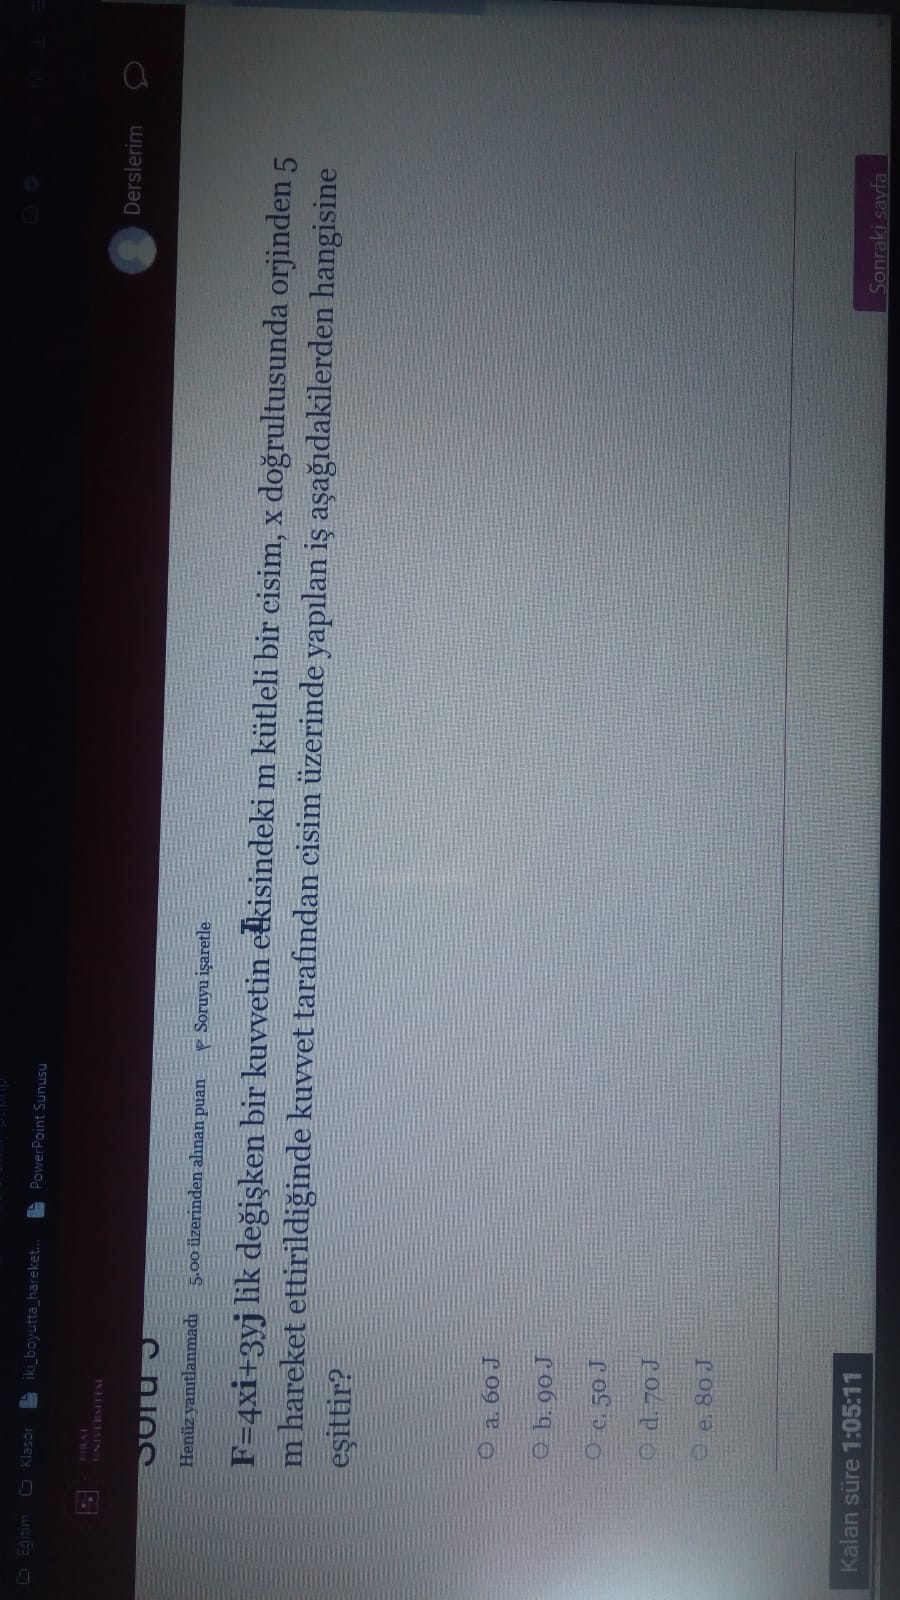 Eğitim
Klasör
iki_boyutta_hareket...
PowerPoint Sunusu
FIRAT
ÜNİVERSİTESİ
Derslerim
Soru 5
Henüz yanıtlanmadı
5.00 üzerinden alınan puan
Soruyu işaretle
F=4xi+3yj lik değişken bir kuvvetin etkisindeki m kütleli bir cisim, x doğrultusunda orjinden 5
m hareket ettirildiğinde kuvvet tarafından cisim üzerinde yapılan iş aşağıdakilerden hangisine
eşittir?
a. 60 J
b. 90 J
c. 50 J
d. 70 J
e. 80 J
Kalan süre 1:05:11
Sonraki sayfa